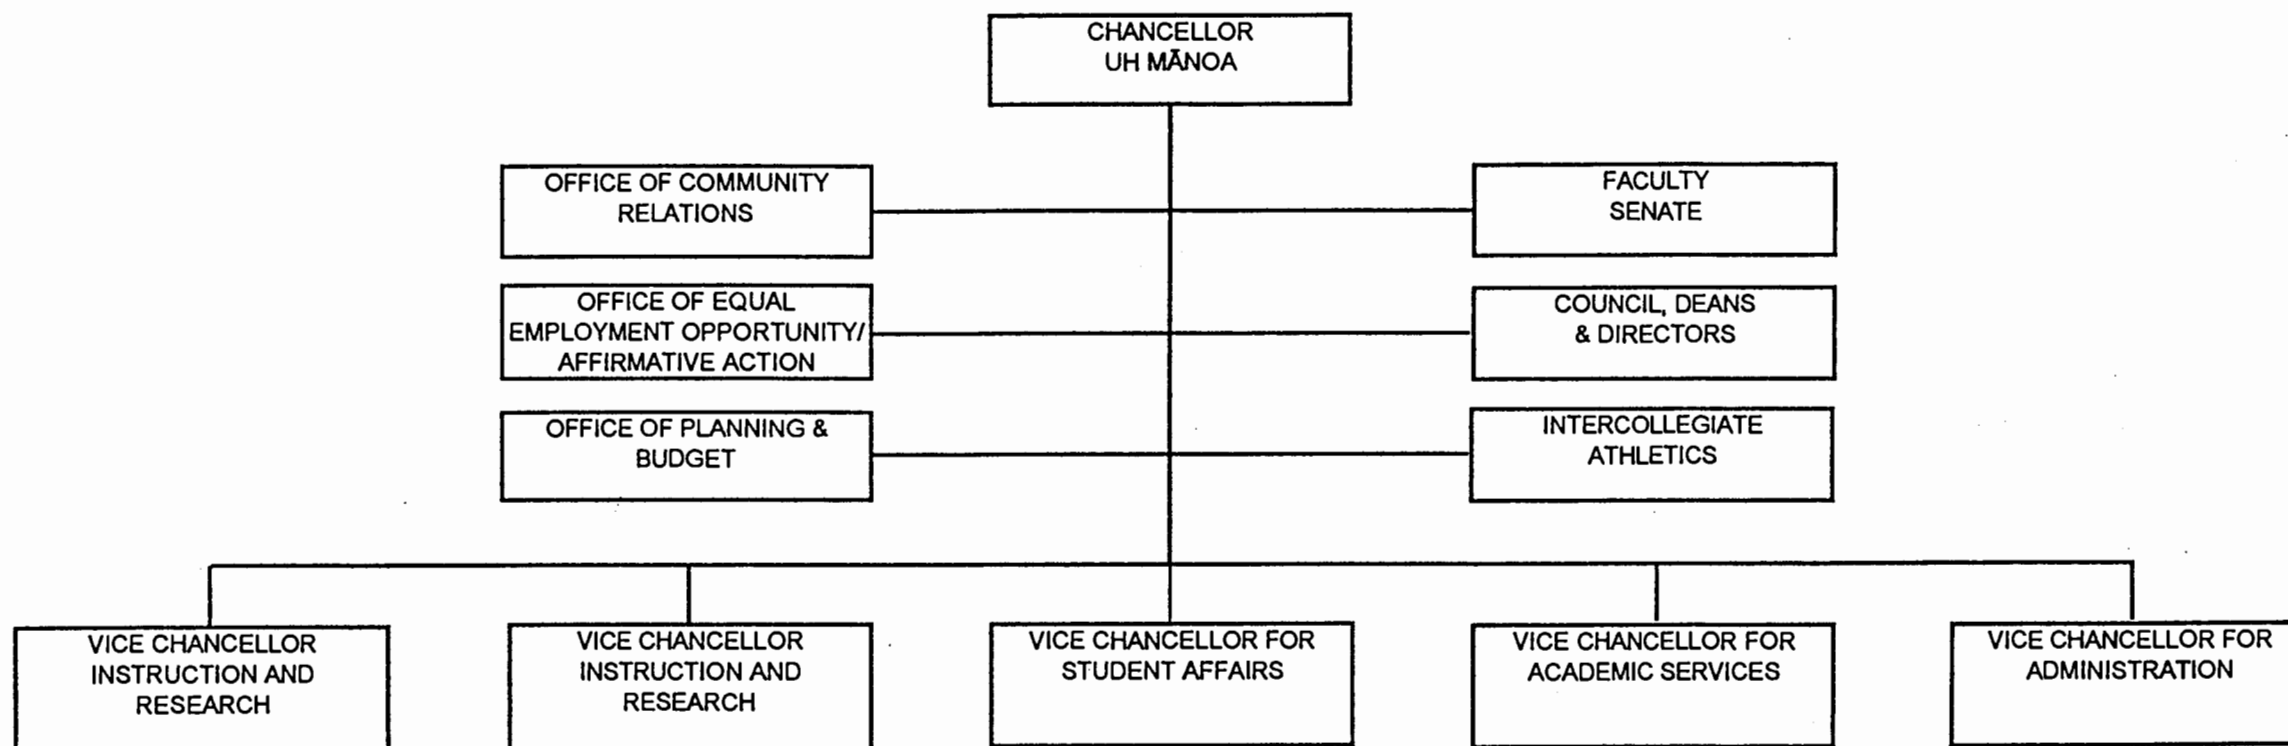 CHANCELLOR
UH MĀNOA
OFFICE OF COMMUNITY
RELATIONS
FACULTY
SENATE
OFFICE OF EQUAL
EMPLOYMENT OPPORTUNITY/
AFFIRMATIVE ACTION
COUNCIL, DEANS
& DIRECTORS
OFFICE OF PLANNING &
BUDGET
INTERCOLLEGIATE
ATHLETICS
VICE CHANCELLOR
INSTRUCTION AND
RESEARCH
VICE CHANCELLOR
INSTRUCTION AND
RESEARCH
VICE CHANCELLOR FOR
STUDENT AFFAIRS
VICE CHANCELLOR FOR
ACADEMIC SERVICES
VICE CHANCELLOR FOR
ADMINISTRATION